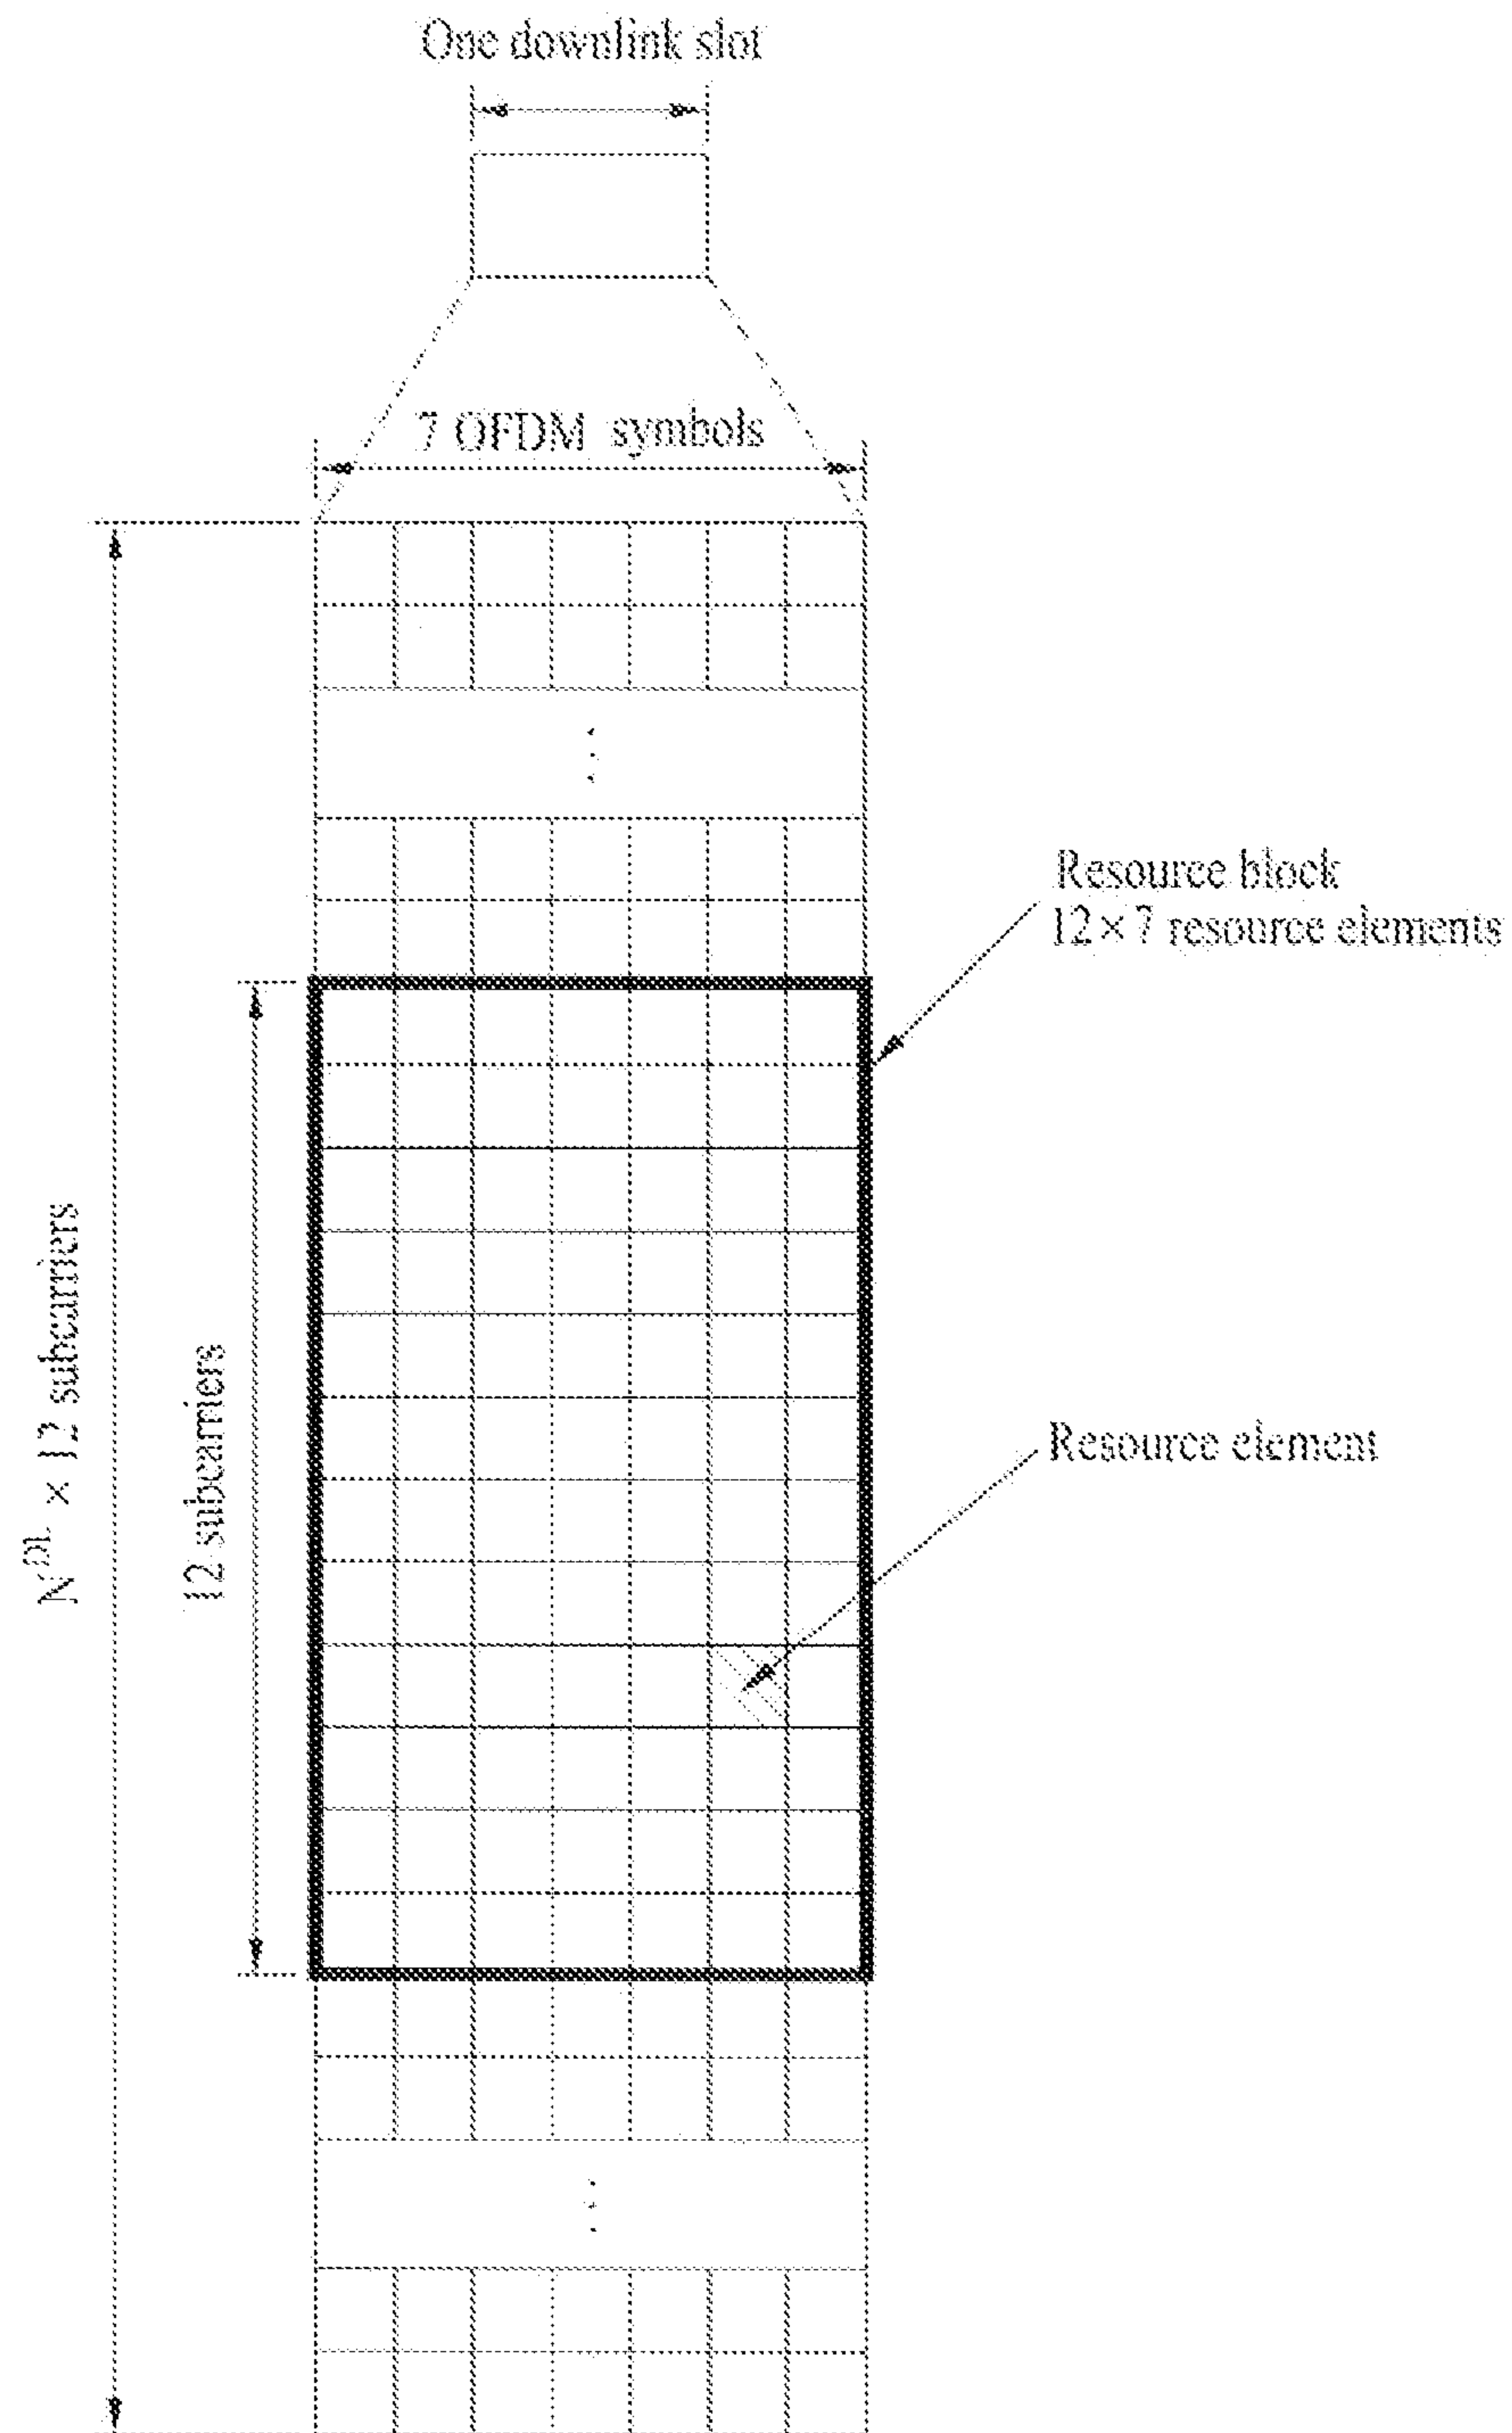 One downlink slot
7 OFDM symbols
Resource block
12×7 resource elements
N^DL × 12 subcarriers
12 subcarriers
Resource element